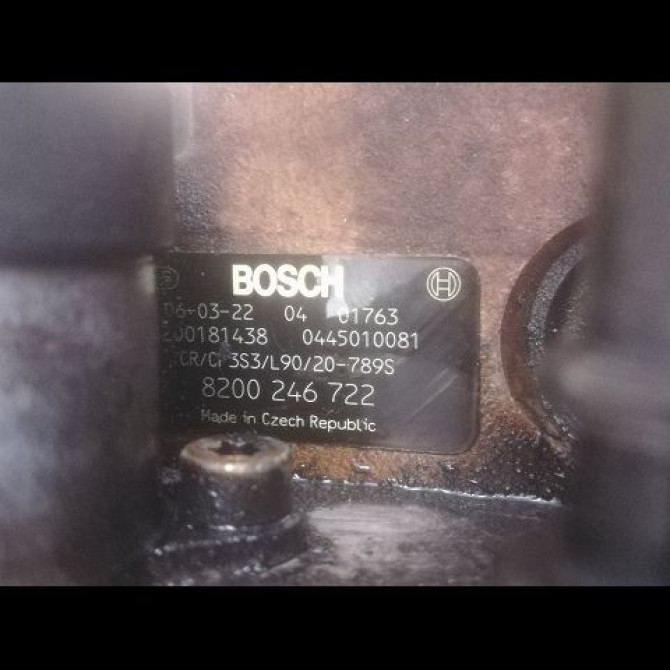 BOSCH
06-03-22 04 01763
200181438 0445010081
CR/CP3S3/L90/20-789S
8200 246 722
Made in Czech Republic